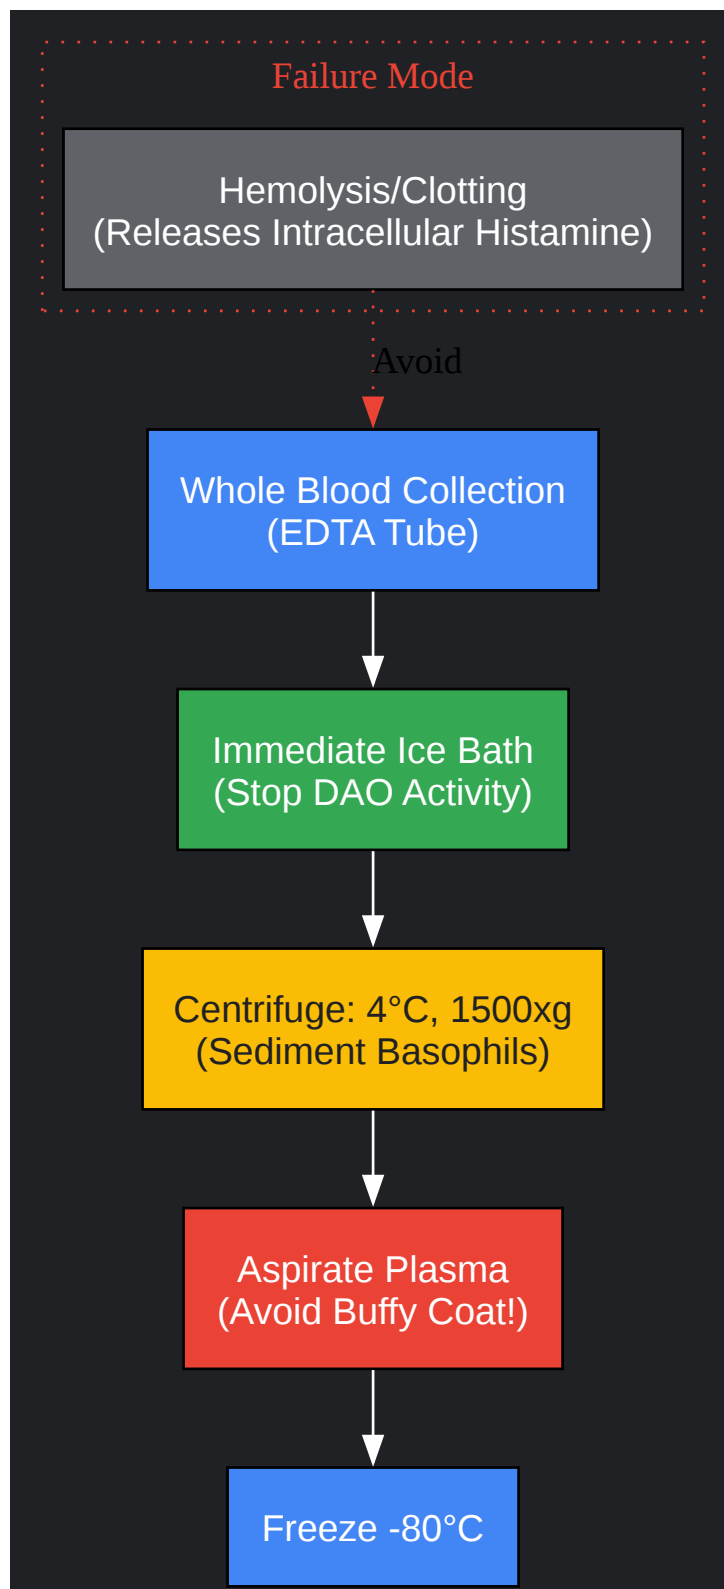 Failure Mode
Hemolysis/Clotting
(Releases Intracellular Histamine)
Avoid
Whole Blood Collection
(EDTA Tube)
Immediate Ice Bath
(Stop DAO Activity)
Centrifuge: 4°C, 1500xg
(Sediment Basophils)
Aspirate Plasma
(Avoid Buffy Coat!)
Freeze -80°C